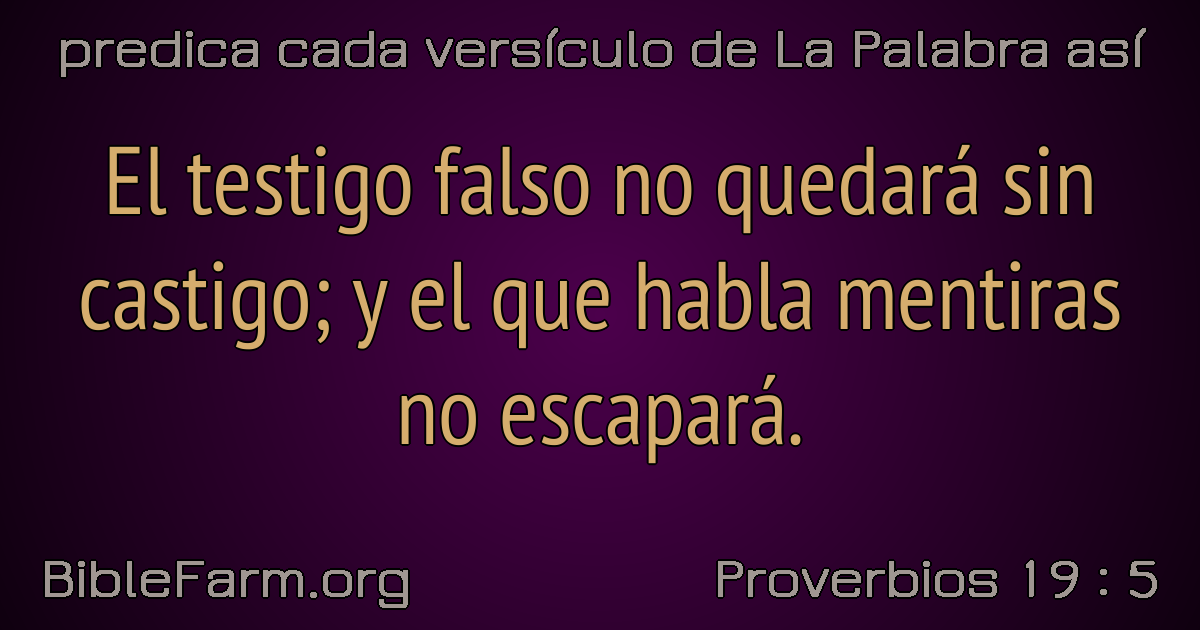 predica cada versículo de La Palabra así
El testigo falso no quedará sin
castigo; y el que habla mentiras
no escapará.
BibleFarm.org
Proverbios 19 : 5